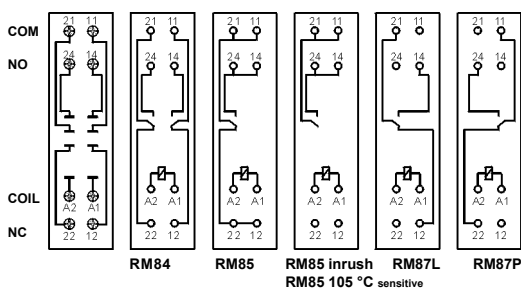 21 11 21 11 21 11 21 11 21 11 21 11
COM
NO
24 14 24 14 24 14 24 14 24 14 24 14
COIL
A2 A1 A2 A1 A2 A1 A2 A1 A2 A1 A2 A1
NC
22 12 22 12 22 12 22 12 22 12 22 12
RM84 RM85 RM85 inrush RM87L RM87P
RM85 105 °C sensitive